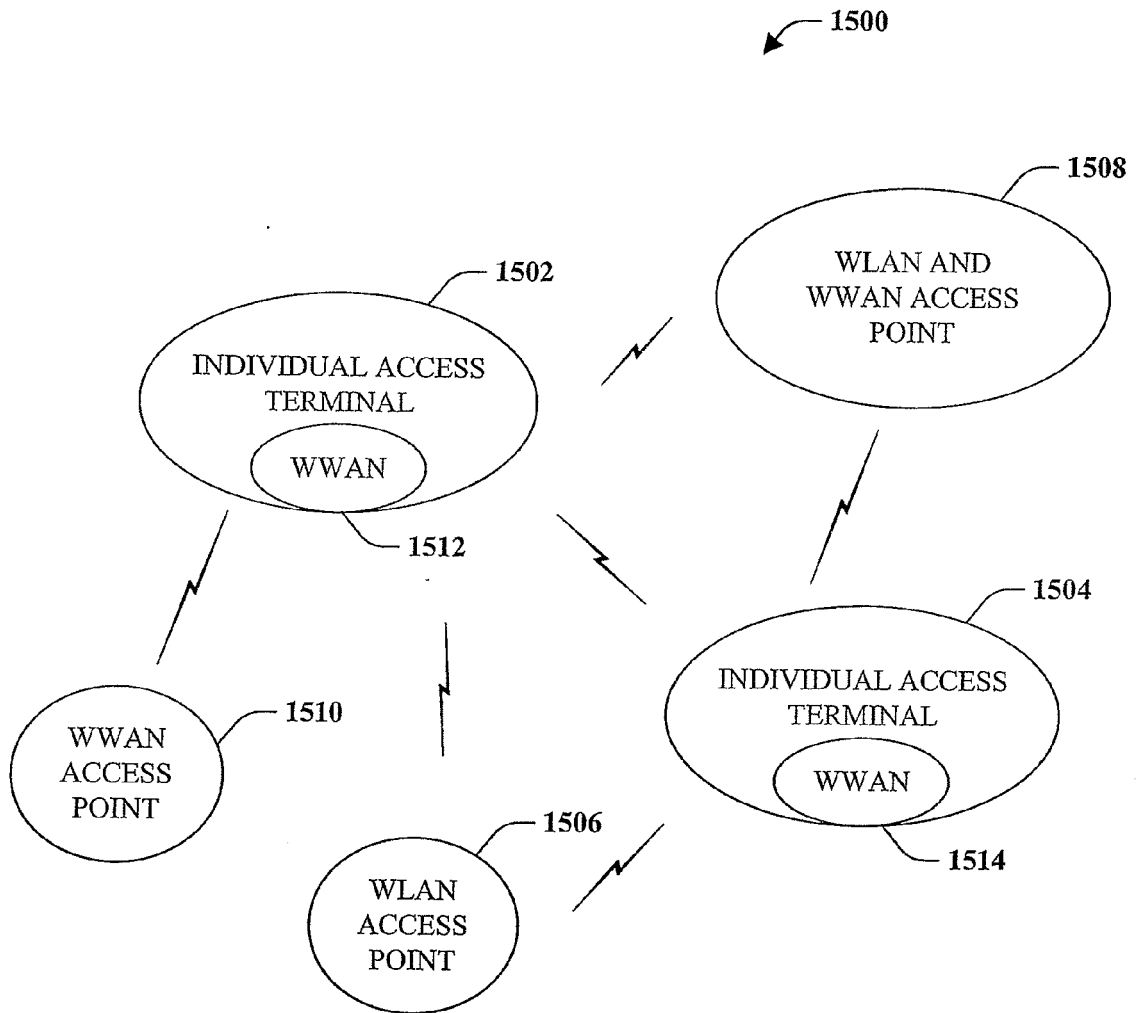 1500
1508
WLAN AND
WWAN ACCESS
POINT
1502
INDIVIDUAL ACCESS
TERMINAL
WWAN
1512
1504
INDIVIDUAL ACCESS
TERMINAL
WWAN
1514
1510
WWAN
ACCESS
POINT
1506
WLAN
ACCESS
POINT